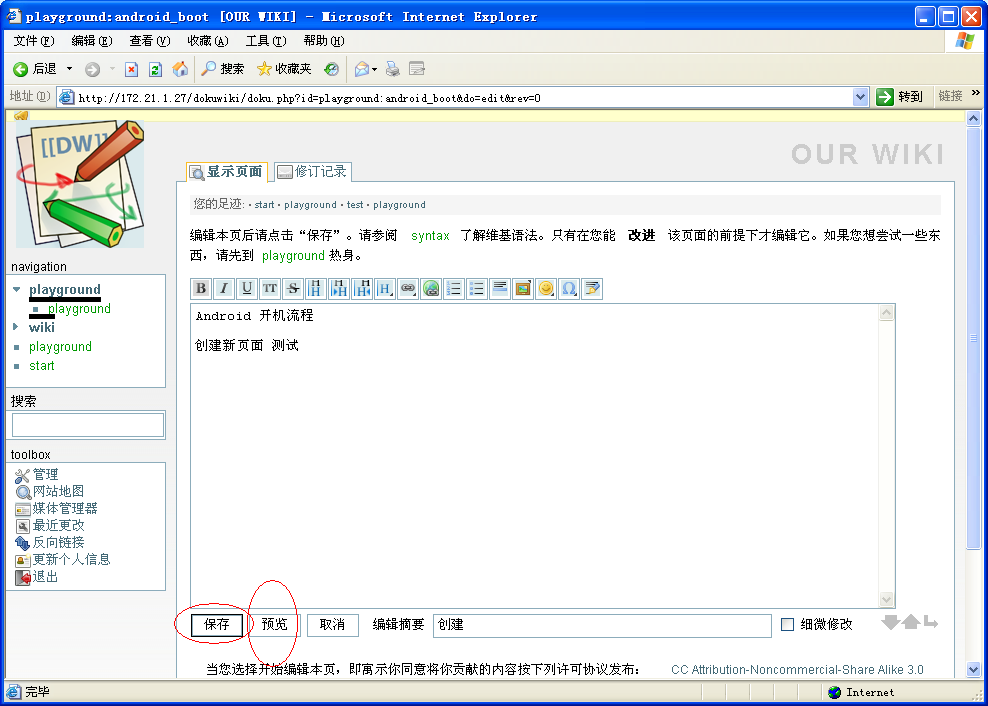 playground:android_boot [OUR WIKI] - Microsoft Internet Explorer
文件(F) 编辑(E) 查看(V) 收藏(A) 工具(T) 帮助(H)
后退 搜索 收藏夹
地址(D) http://172.21.1.27/dokuwiki/doku.php?id=playground:android_boot&do=edit&rev=0 转到 链接 »
[[DW]]
OUR WIKI
显示页面 修订记录
您的足迹: • start • playground • test • playground
编辑本页后请点击“保存”。请参阅 syntax 了解维基语法。只有在您能 改进 该页面的前提下才编辑它。如果您想尝试一些东
西，请先到 playground 热身。
navigation
playground
playground
wiki
playground
start
搜索
toolbox
管理
网站地图
媒体管理器
最近更改
反向链接
更新个人信息
退出
B I U TT S H H H H
Android 开机流程
创建新页面 测试
保存 预览 取消 编辑摘要 创建 细微修改
当您选择开始编辑本页，即寓示你同意将你贡献的内容按下列许可协议发布： CC Attribution-Noncommercial-Share Alike 3.0
完毕 Internet